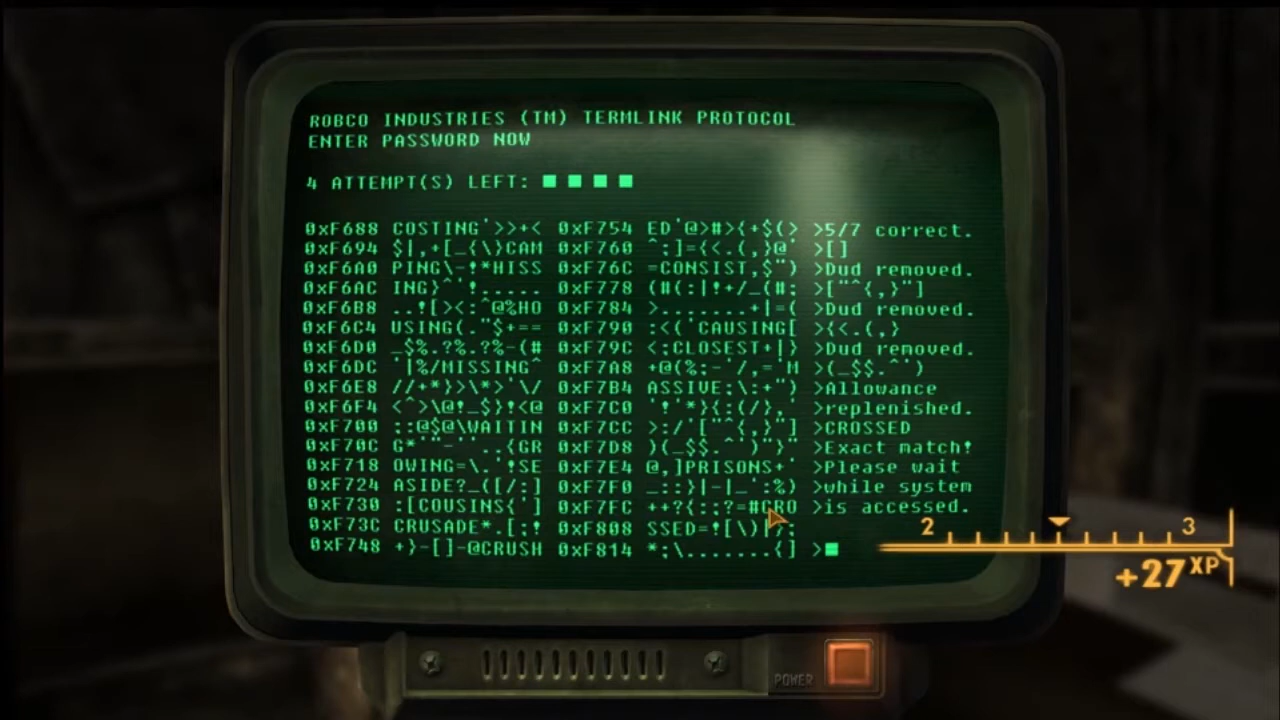 ROBCO INDUSTRIES (TM) TERMLINK PROTOCOL
ENTER PASSWORD NOW
4 ATTEMPT(S) LEFT: ■ ■ ■ ■
0xF688 COSTING'>>+< 0xF754 ED'@>#>{+$(> >5/7 correct.
0xF694 $|,+[_{\}CAM 0xF760 ^;]={<.(,}@' >[]
0xF6A0 PING\-!*HISS 0xF76C =CONSIST,$") >Dud removed.
0xF6AC ING}^'!..... 0xF778 (#(:|!+/_(#; >["^{,}"]
0xF6B8 ..![><:^@%HO 0xF784 >.......+|=( >Dud removed.
0xF6C4 USING(."$+== 0xF790 :<('CAUSING[ >{<.(,}
0xF6D0 _$%.?%.?%-(# 0xF79C <;CLOSEST+|} >Dud removed.
0xF6DC '|%/MISSING^ 0xF7A8 +@(%;-'/,='M >(_$$.^')
0xF6E8 //+*}>\*>'\/ 0xF7B4 ASSIVE;\:+") >Allowance
0xF6F4 <^>\@!_$}!<@ 0xF7C0 '!'*}{:(/},' >replenished.
0xF700 ::@$@\WAITIN 0xF7CC >:/'["^{,}"] >CROSSED
0xF70C G*'"-''..{GR 0xF7D8 )(_$$.^')"}" >Exact match!
0xF718 OWING=\.'!SE 0xF7E4 @,]PRISONS+' >Please wait
0xF724 ASIDE?_([/:] 0xF7F0 _::}|-|_':%) >while system
0xF730 :[COUSINS{'] 0xF7FC ++?{:;?=#CRO >is accessed.
0xF73C CRUSADE*.[;! 0xF808 SSED=![\)|};
0xF748 +}-[]-@CRUSH 0xF814 *;\.......{] >■
2 3
+27 XP
POWER